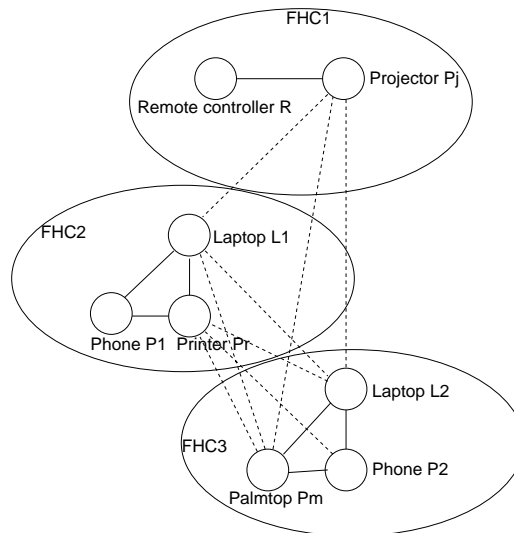 FHC1
Projector Pj
Remote controller R
FHC2
Laptop L1
Phone P1
Printer Pr
Laptop L2
FHC3
Phone P2
Palmtop Pm